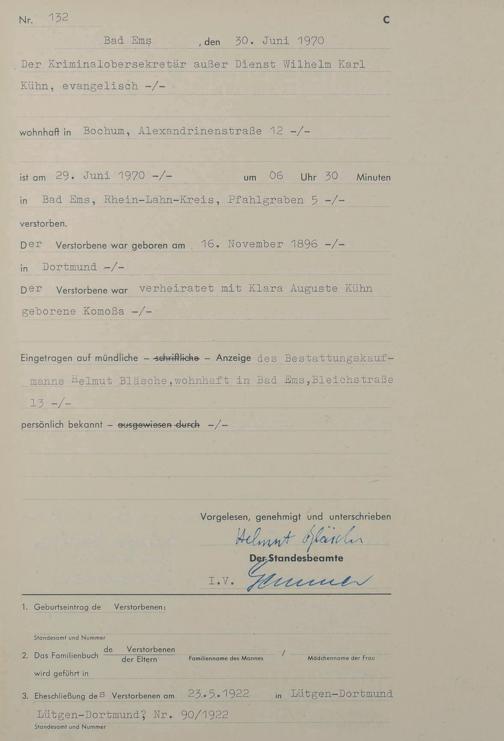 Nr. 132 C
Bad Ems , den 30. Juni 1970
Der Kriminalobersekretär außer Dienst Wilhelm Karl
Kühn, evangelisch -/-
wohnhaft in Bochum, Alexandrinenstraße 12 -/-
ist am 29. Juni 1970 -/- um 06 Uhr 30 Minuten
in Bad Ems, Rhein-Lahn-Kreis, Pfahlgraben 5 -/-
verstorben.
Der Verstorbene war geboren am 16. November 1896 -/-
in Dortmund -/-
Der Verstorbene war verheiratet mit Klara Auguste Kühn
geborene Komoßa -/-
Eingetragen auf mündliche – schriftliche – Anzeige des Bestattungskauf-
manns Helmut Bläsche,wohnhaft in Bad Ems,Bleichstraße
13 -/-
persönlich bekannt – ausgewiesen durch -/-
Vorgelesen, genehmigt und unterschrieben
Helmut Bläsche
Der Standesbeamte
I.V.
1. Geburtseintrag de Verstorbenen:
Standesamt und Nummer
2. Das Familienbuch de Verstorbenen / der Eltern Familienname des Mannes / Mädchenname der Frau
wird geführt in
3. Eheschließung des Verstorbenen am 23.5.1922 in Lütgen-Dortmund
Lütgen-Dortmund, Nr. 90/1922
Standesamt und Nummer